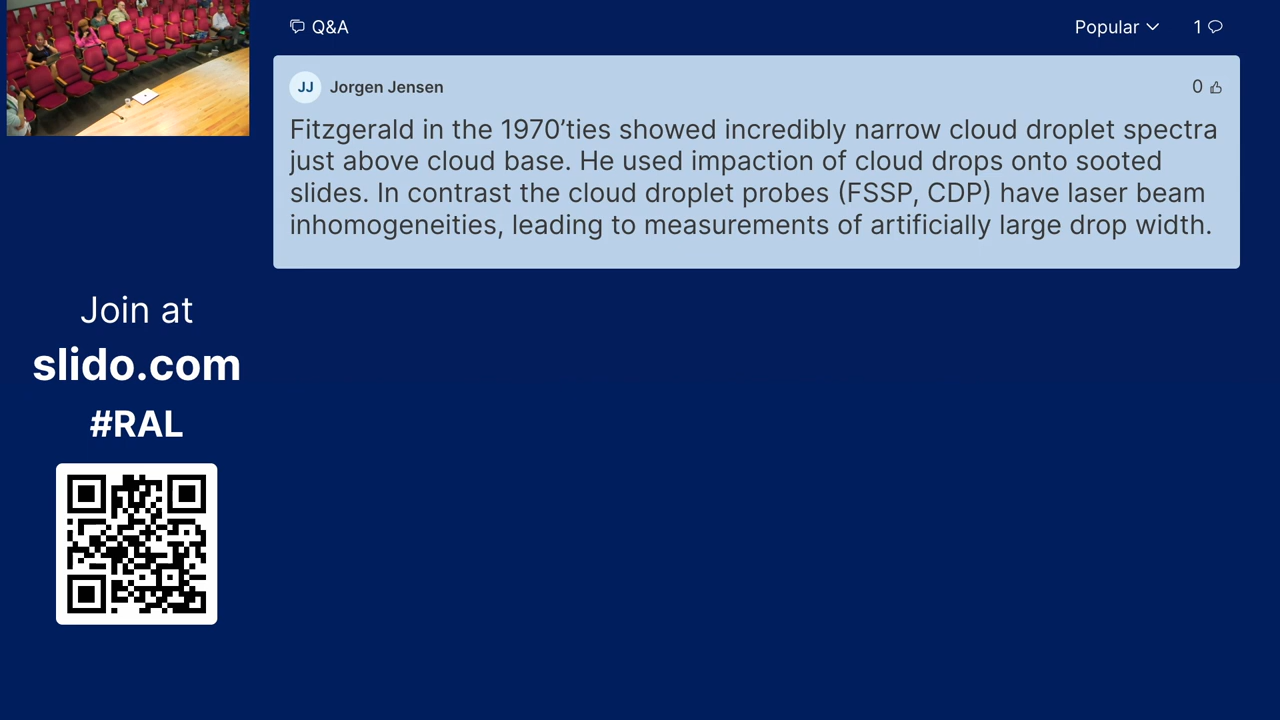 Q&A
Popular
1
JJ
Jorgen Jensen
0
Fitzgerald in the 1970’ties showed incredibly narrow cloud droplet spectra
just above cloud base. He used impaction of cloud drops onto sooted
slides. In contrast the cloud droplet probes (FSSP, CDP) have laser beam
inhomogeneities, leading to measurements of artificially large drop width.
Join at
slido.com
#RAL